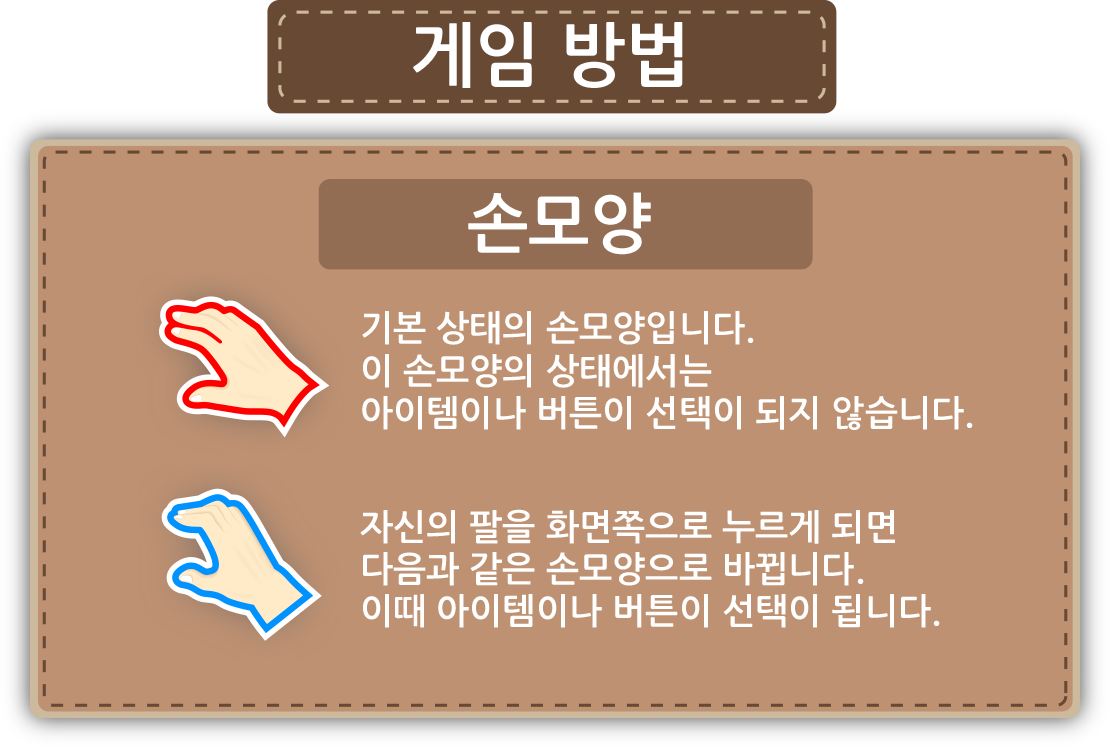 게임 방법
손모양
기본 상태의 손모양입니다.
이 손모양의 상태에서는
아이템이나 버튼이 선택이 되지 않습니다.
자신의 팔을 화면쪽으로 누르게 되면
다음과 같은 손모양으로 바뀝니다.
이때 아이템이나 버튼이 선택이 됩니다.